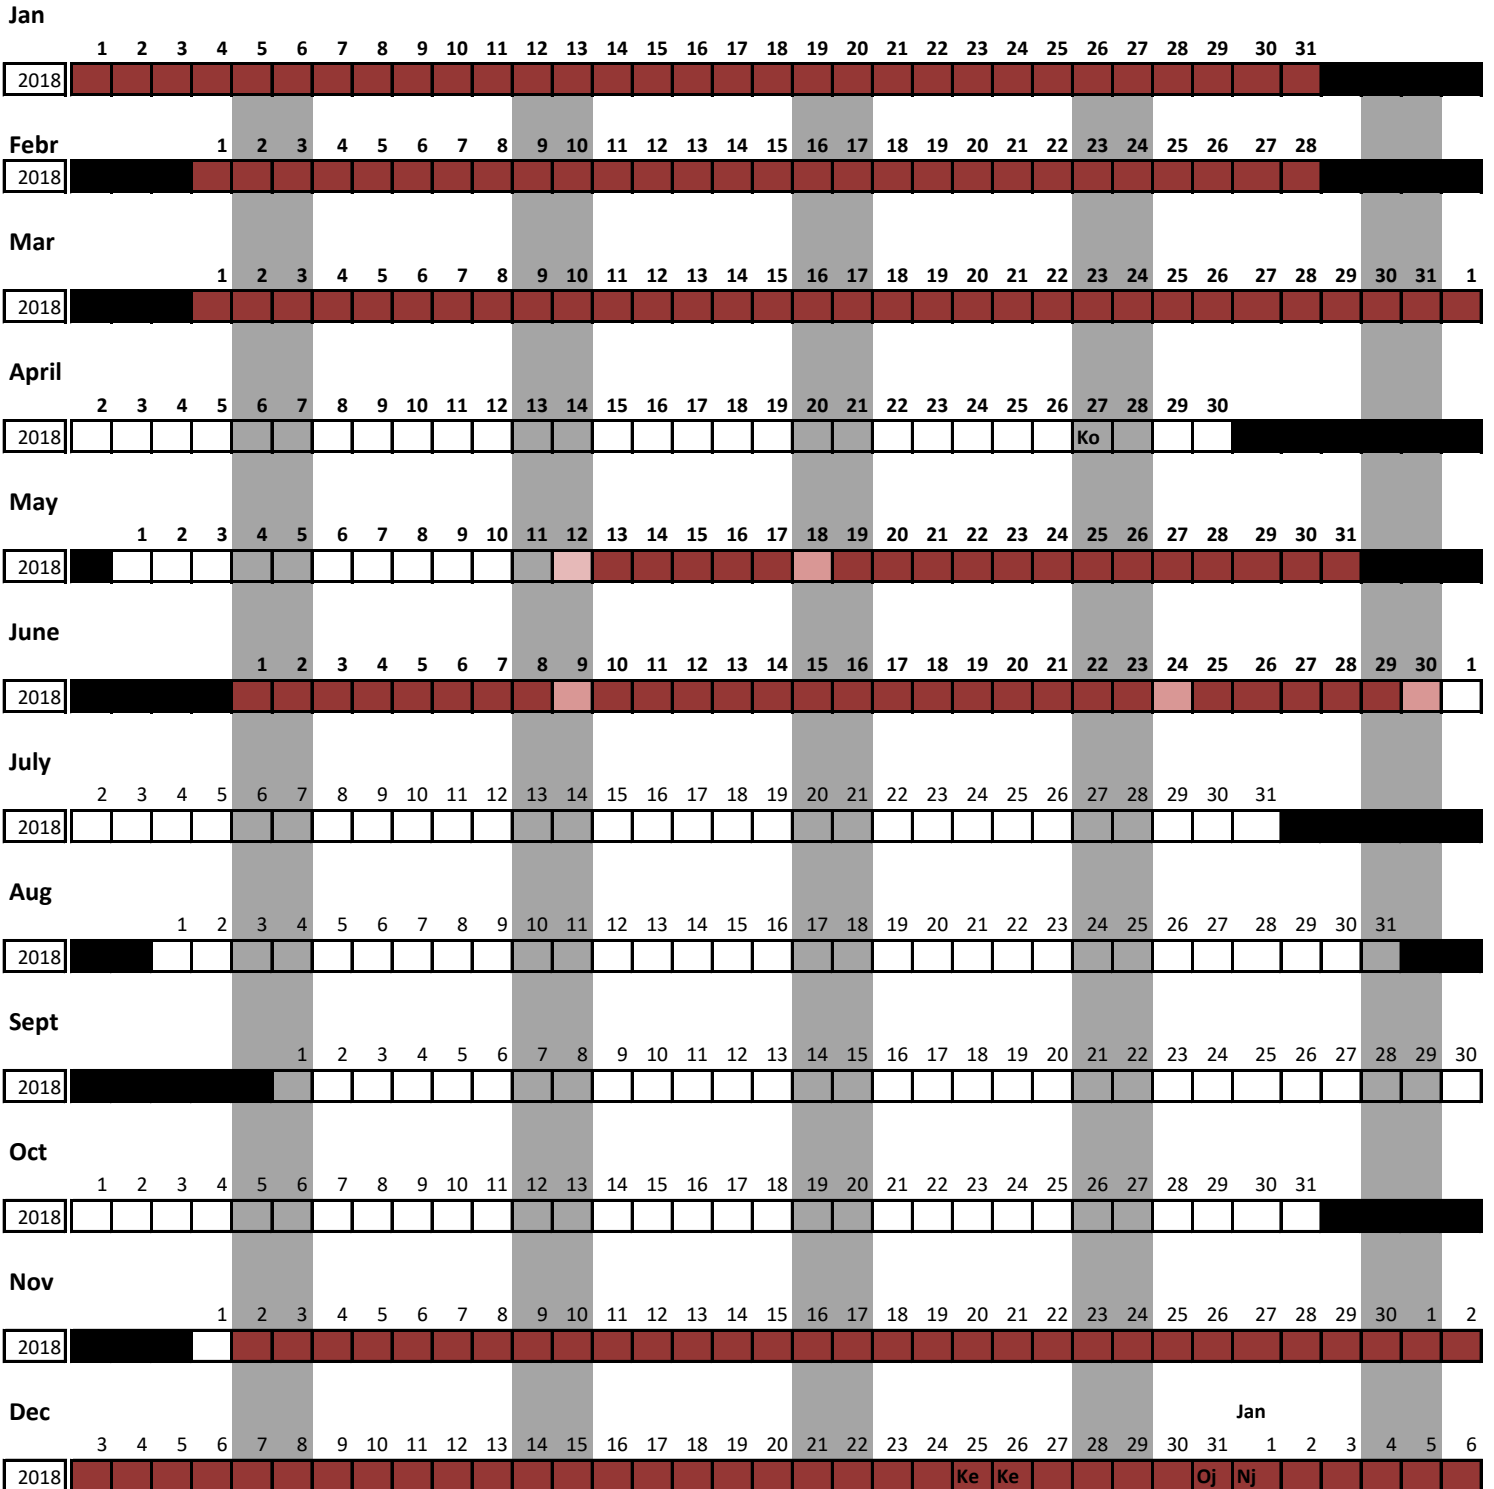 Jan
1 2 3 4 5 6 7 8 9 10 11 12 13 14 15 16 17 18 19 20 21 22 23 24 25 26 27 28 29 30 31
2018
Febr 1 2 3 4 5 6 7 8 9 10 11 12 13 14 15 16 17 18 19 20 21 22 23 24 25 26 27 28
2018
Mar
1 2 3 4 5 6 7 8 9 10 11 12 13 14 15 16 17 18 19 20 21 22 23 24 25 26 27 28 29 30 31 1
2018
April
2 3 4 5 6 7 8 9 10 11 12 13 14 15 16 17 18 19 20 21 22 23 24 25 26 27 28 29 30
2018 Ko
May
1 2 3 4 5 6 7 8 9 10 11 12 13 14 15 16 17 18 19 20 21 22 23 24 25 26 27 28 29 30 31
2018
June
1 2 3 4 5 6 7 8 9 10 11 12 13 14 15 16 17 18 19 20 21 22 23 24 25 26 27 28 29 30 1
2018
July
2 3 4 5 6 7 8 9 10 11 12 13 14 15 16 17 18 19 20 21 22 23 24 25 26 27 28 29 30 31
2018
Aug
1 2 3 4 5 6 7 8 9 10 11 12 13 14 15 16 17 18 19 20 21 22 23 24 25 26 27 28 29 30 31
2018
Sept
1 2 3 4 5 6 7 8 9 10 11 12 13 14 15 16 17 18 19 20 21 22 23 24 25 26 27 28 29 30
2018
Oct
1 2 3 4 5 6 7 8 9 10 11 12 13 14 15 16 17 18 19 20 21 22 23 24 25 26 27 28 29 30 31
2018
Nov
1 2 3 4 5 6 7 8 9 10 11 12 13 14 15 16 17 18 19 20 21 22 23 24 25 26 27 28 29 30 1 2
2018
Dec Jan
3 4 5 6 7 8 9 10 11 12 13 14 15 16 17 18 19 20 21 22 23 24 25 26 27 28 29 30 31 1 2 3 4 5 6
2018 Ke Ke Oj Nj